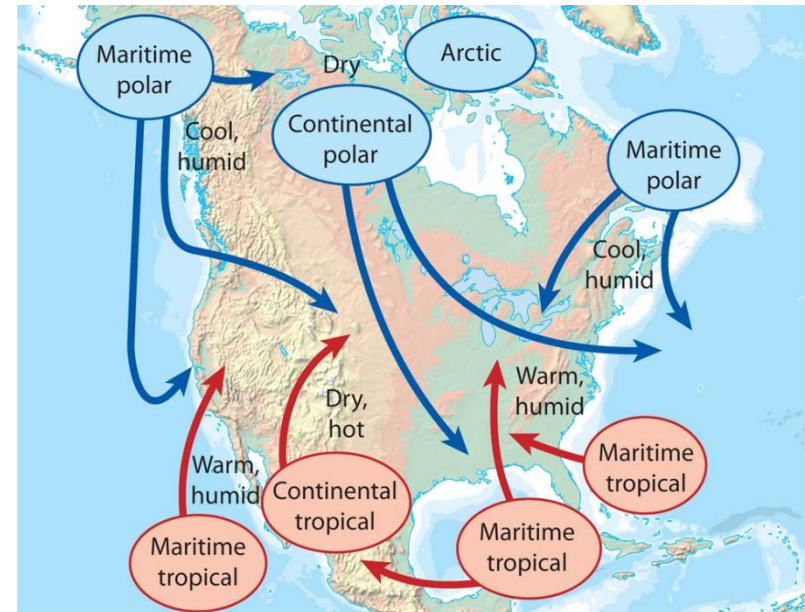 Maritime
polar
Dry
Arctic
Cool,
humid
Continental
polar
Maritime
polar
Cool,
humid
Dry,
hot
Warm,
humid
Warm,
humid
Continental
tropical
Maritime
tropical
Maritime
tropical
Maritime
tropical